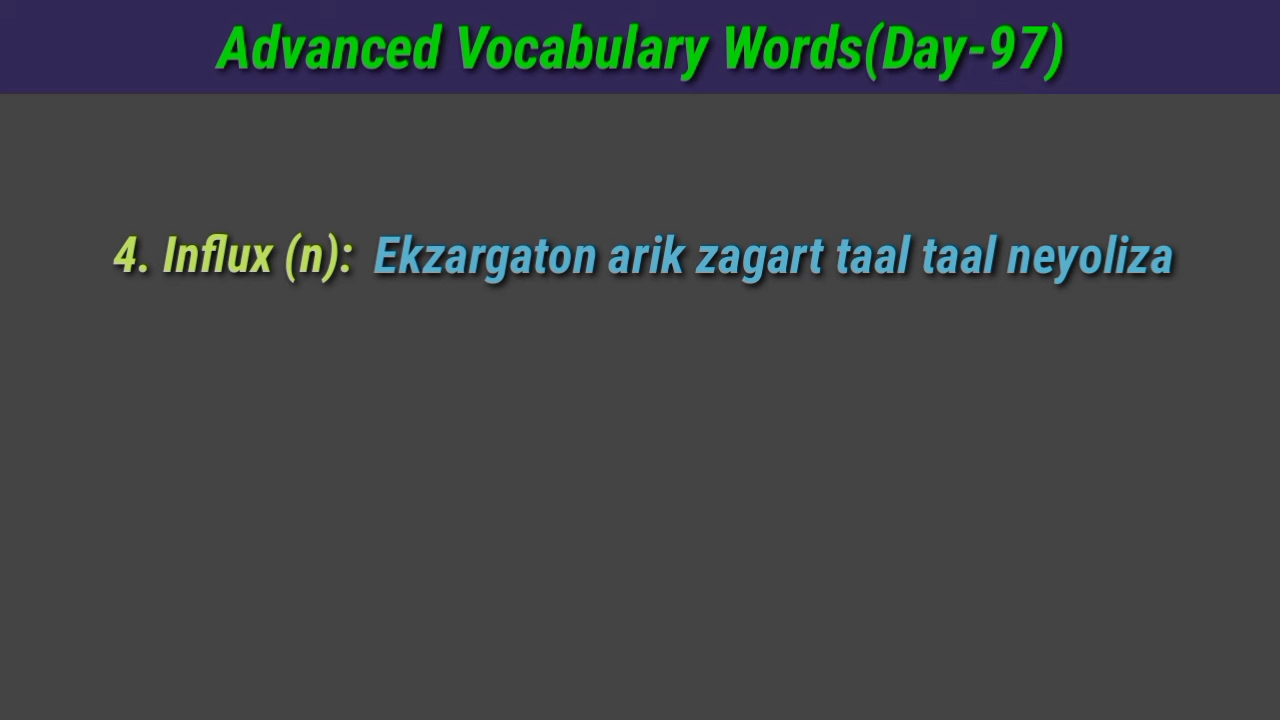 Advanced Vocabulary Words(Day-97)
4. Influx (n): Ekzargaton arik zagart taal taal neyoliza